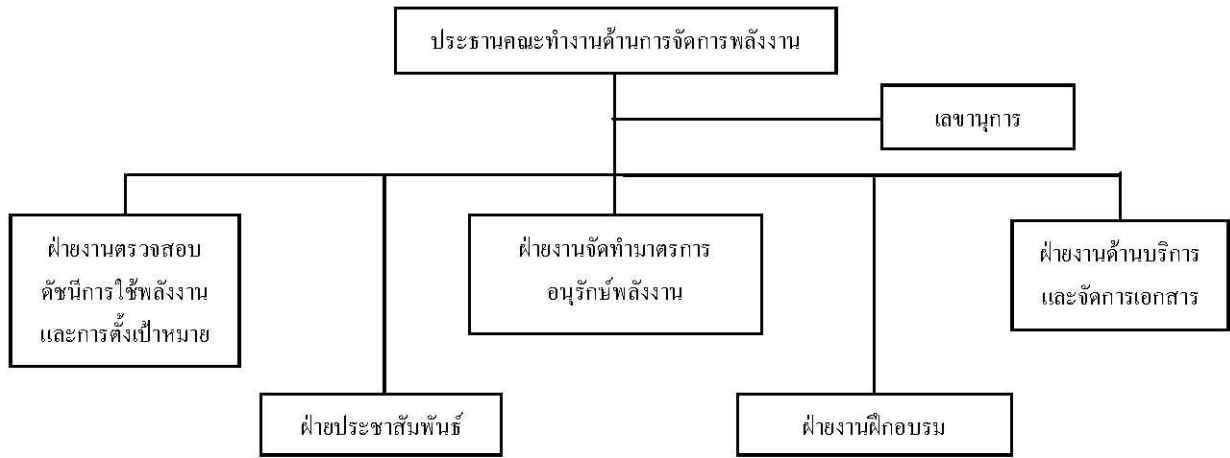 ประธานคณะทำงานด้านการจัดการพลังงาน
เลขานุการ
ฝ่ายงานตรวจสอบ
ดัชนีการใช้พลังงาน
และการตั้งเป้าหมาย
ฝ่ายงานจัดทำมาตรการ
อนุรักษ์พลังงาน
ฝ่ายงานด้านบริการ
และจัดการเอกสาร
ฝ่ายประชาสัมพันธ์
ฝ่ายงานฝึกอบรม